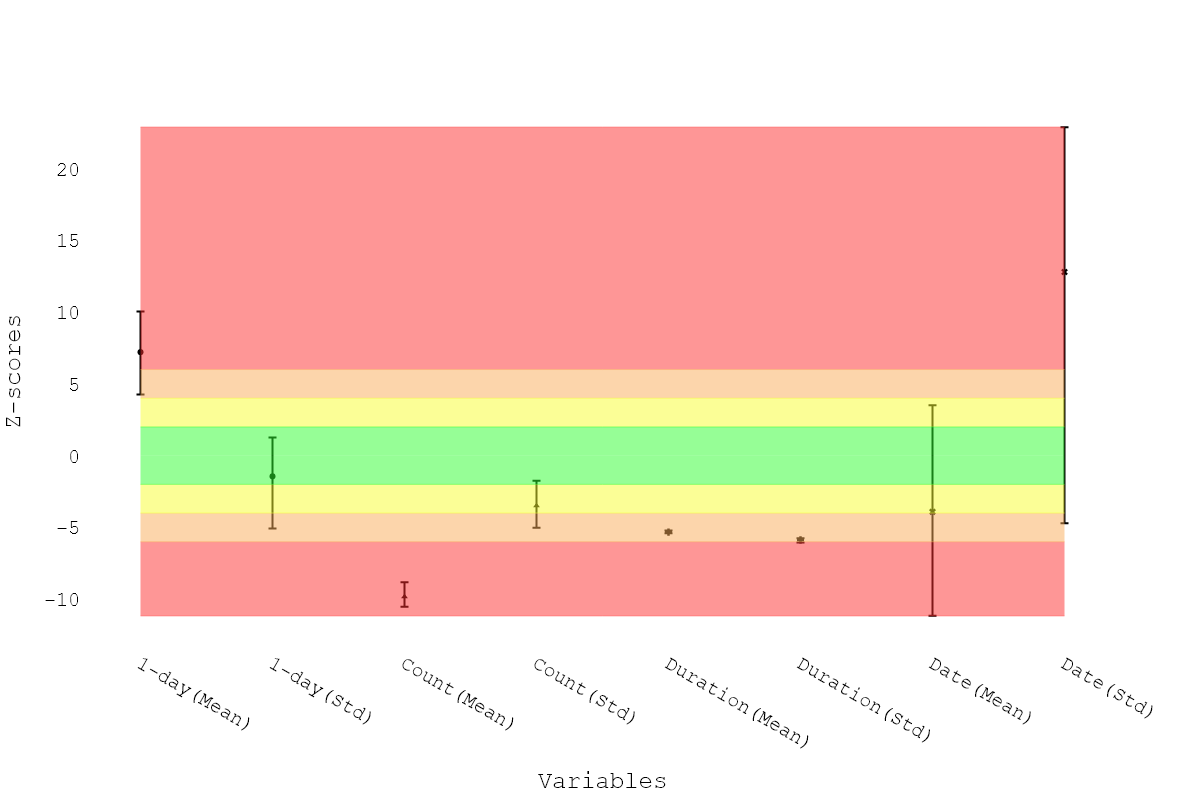 20
15
10
5
0
-5
-10
Z-scores
1-day(Mean)
1-day(Std)
Count(Mean)
Count(Std)
Duration(Mean)
Duration(Std)
Date(Mean)
Date(Std)
Variables